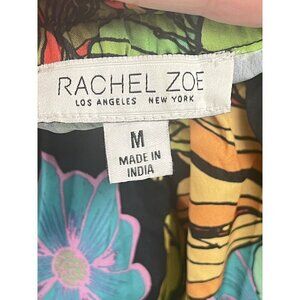 RACHEL ZOE
LOS ANGELES NEW YORK
M
MADE IN
INDIA